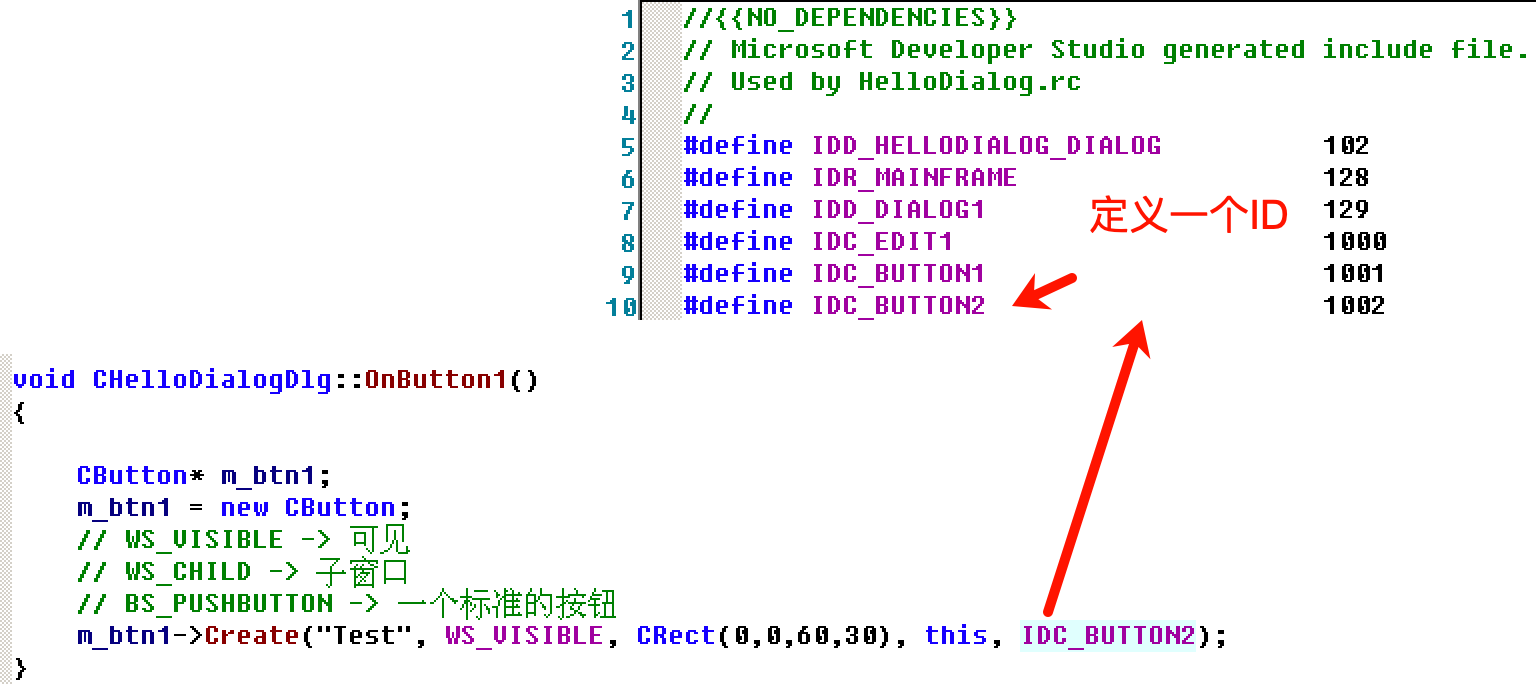 1 //{{NO_DEPENDENCIES}}
2 // Microsoft Developer Studio generated include file.
3 // Used by HelloDialog.rc
4 //
5 #define IDD_HELLODIALOG_DIALOG 102
6 #define IDR_MAINFRAME 128
7 #define IDD_DIALOG1 129
定义一个ID
8 #define IDC_EDIT1 1000
9 #define IDC_BUTTON1 1001
10 #define IDC_BUTTON2 1002
void CHelloDialogDlg::OnButton1()
{
CButton* m_btn1;
m_btn1 = new CButton;
// WS_VISIBLE -> 可见
// WS_CHILD -> 子窗口
// BS_PUSHBUTTON -> 一个标准的按钮
m_btn1->Create("Test", WS_VISIBLE, CRect(0,0,60,30), this, IDC_BUTTON2);
}